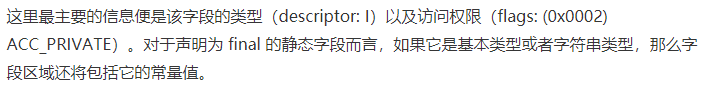 这里最主要的信息便是该字段的类型（descriptor: I）以及访问权限（flags: (0x0002)
ACC_PRIVATE）。对于声明为 final 的静态字段而言，如果它是基本类型或者字符串类型，那么字
段区域还将包括它的常量值。